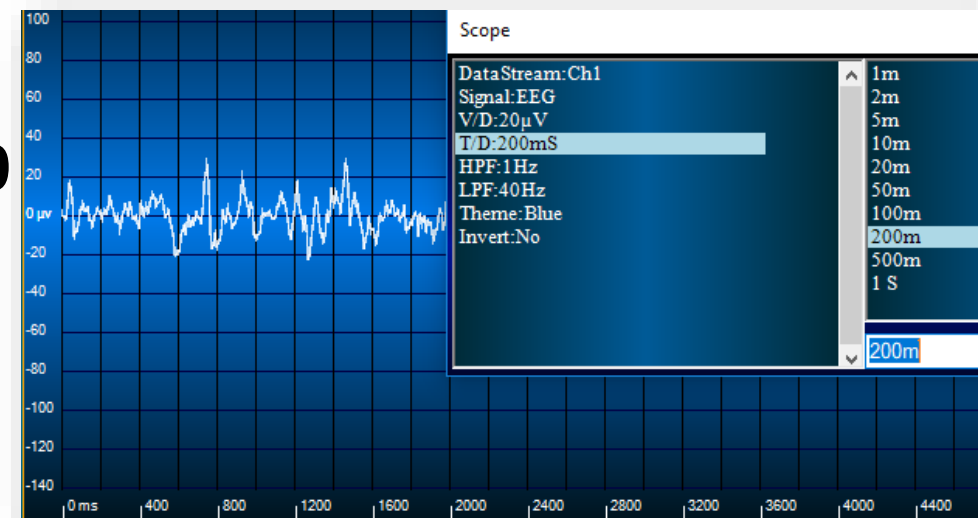 Scope
100
80
60
40
20
0 µv
-20
-40
-60
-80
-100
-120
-140
DataStream:Ch1
Signal:EEG
V/D:20µV
T/D:200mS
HPF:1Hz
LPF:40Hz
Theme:Blue
Invert:No
1m
2m
5m
10m
20m
50m
100m
200m
500m
1 S
200m
0 ms 400 800 1200 1600 2000 2400 2800 3200 3600 4000 4400